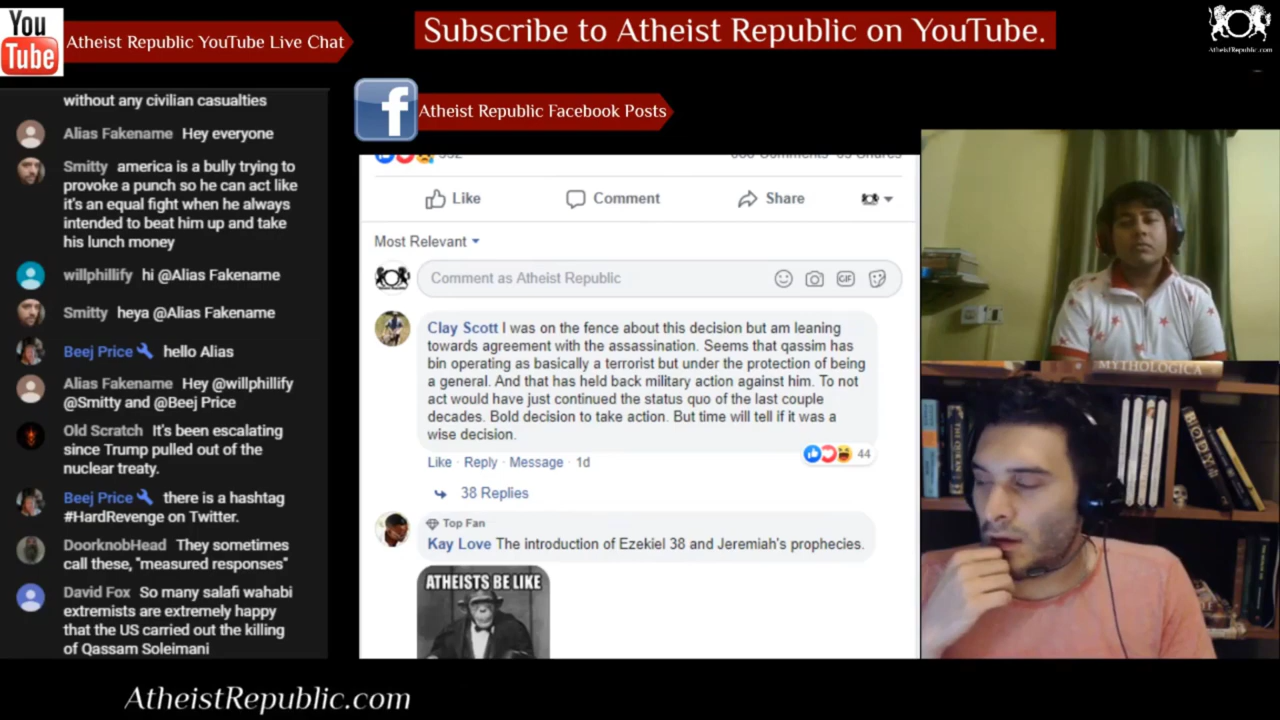 You
Tube
Atheist Republic YouTube Live Chat
Subscribe to Atheist Republic on YouTube.
AtheistRepublic.com
without any civilian casualties
Alias Fakename Hey everyone
Smitty america is a bully trying to
provoke a punch so he can act like
it's an equal fight when he always
intended to beat him up and take
his lunch money
willphillify hi @Alias Fakename
Smitty heya @Alias Fakename
Beej Price hello Alias
Alias Fakename Hey @willphillify
@Smitty and @Beej Price
Old Scratch It's been escalating
since Trump pulled out of the
nuclear treaty.
Beej Price there is a hashtag
#HardRevenge on Twitter.
DoorknobHead They sometimes
call these, "measured responses"
David Fox So many salafi wahabi
extremists are extremely happy
that the US carried out the killing
of Qassam Soleimani
f
Atheist Republic Facebook Posts
Like Comment Share
Most Relevant
Comment as Atheist Republic
GIF
Clay Scott I was on the fence about this decision but am leaning
towards agreement with the assassination. Seems that qassim has
bin operating as basically a terrorist but under the protection of being
a general. And that has held back military action against him. To not
act would have just continued the status quo of the last couple
decades. Bold decision to take action. But time will tell if it was a
wise decision.
44
Like · Reply · Message · 1d
38 Replies
Top Fan
Kay Love The introduction of Ezekiel 38 and Jeremiah's prophecies.
ATHEISTS BE LIKE
MYTHOLOGICA
THE QURAN
AtheistRepublic.com